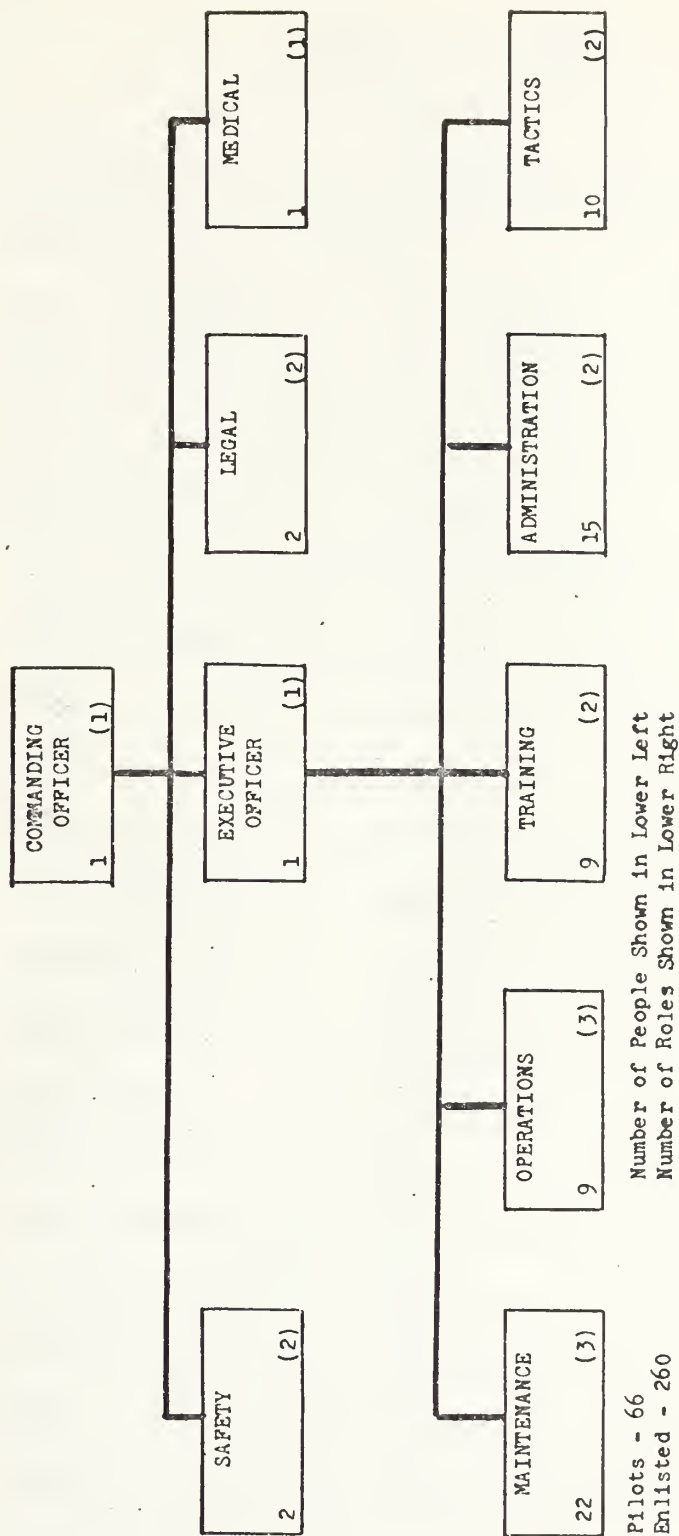 COMMANDING
OFFICER
1 (1)
SAFETY
2 (2)
EXECUTIVE
OFFICER
1 (1)
LEGAL
2 (2)
MEDICAL
1 (1)
MAINTENANCE
22 (3)
OPERATIONS
9 (3)
TRAINING
9 (2)
ADMINISTRATION
15 (2)
TACTICS
10 (2)
Pilots - 66
Enlisted - 260
Number of People Shown in Lower Left
Number of Roles Shown in Lower Right